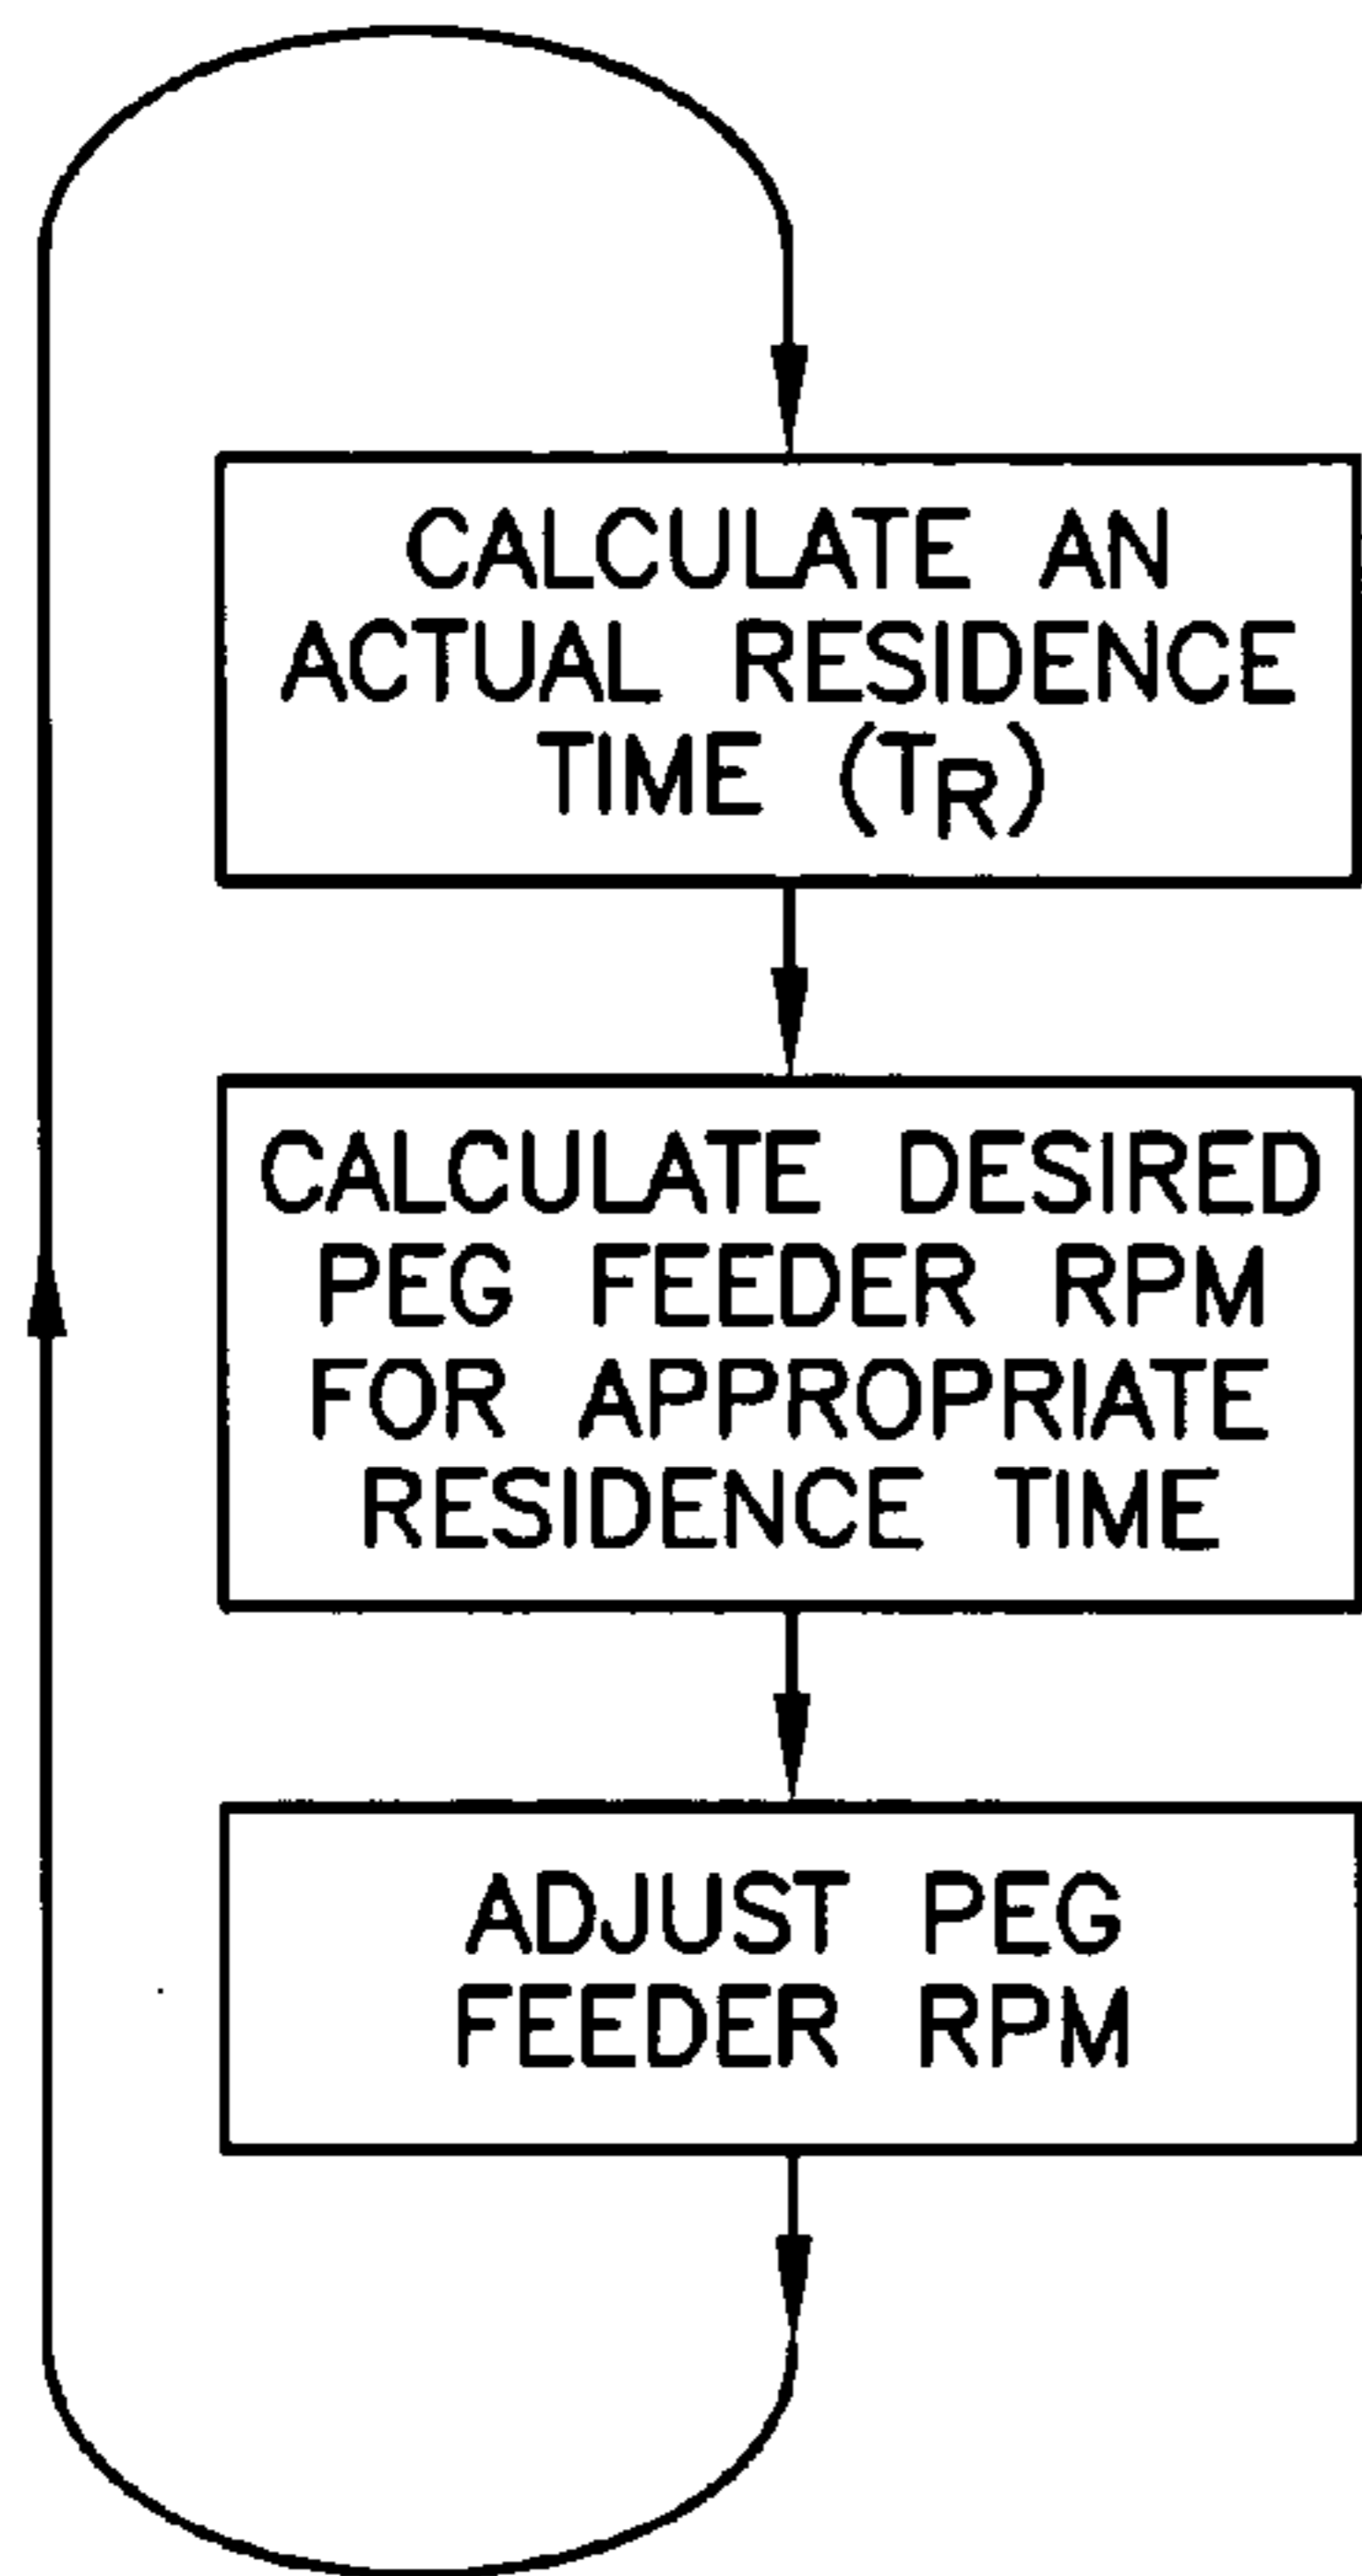 CALCULATE AN
ACTUAL RESIDENCE
TIME (TR)
CALCULATE DESIRED
PEG FEEDER RPM
FOR APPROPRIATE
RESIDENCE TIME
ADJUST PEG
FEEDER RPM